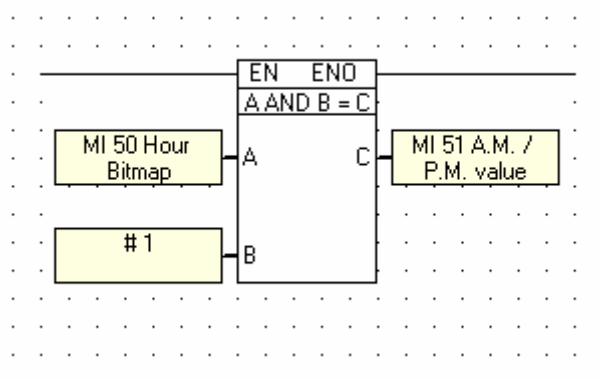 EN ENO
A AND B = C
MI 50 Hour
Bitmap
A
C
MI 51 A.M. /
P.M. value
# 1
B